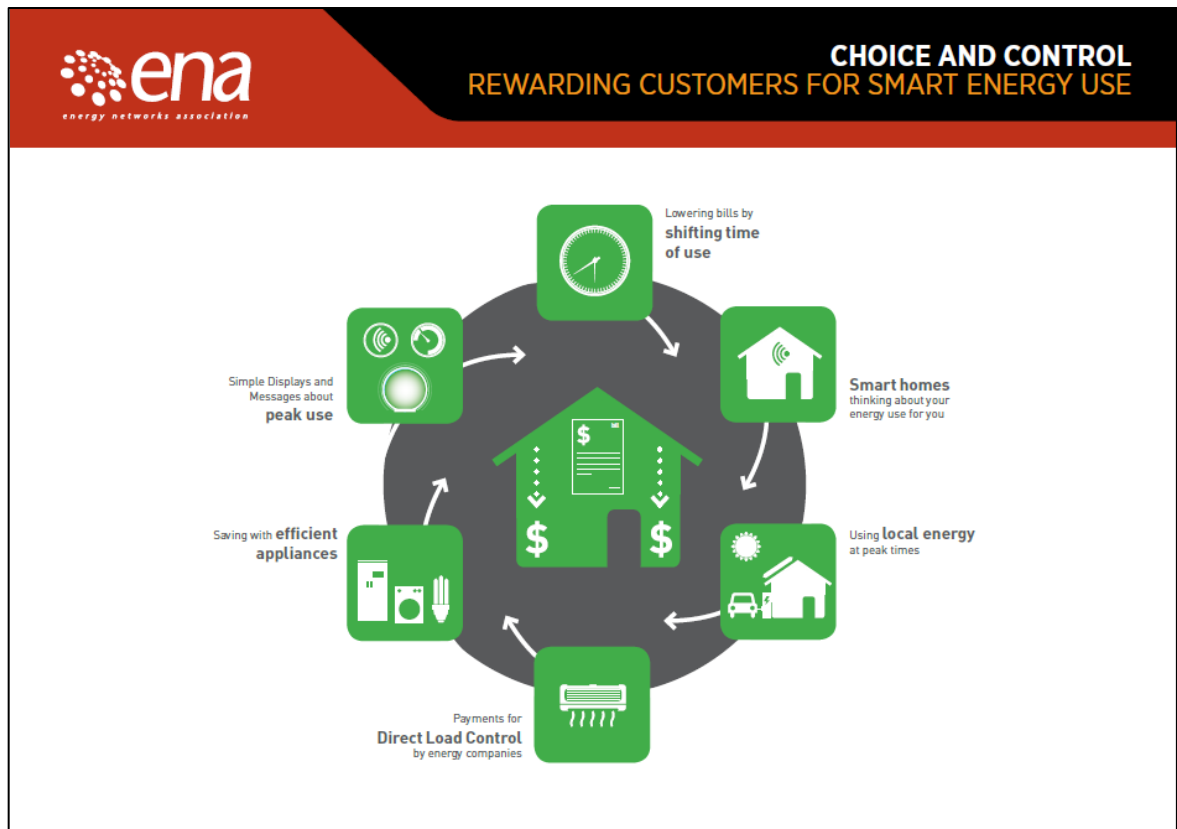 ena
energy networks association
CHOICE AND CONTROL
REWARDING CUSTOMERS FOR SMART ENERGY USE
Lowering bills by
shifting time
of use
Smart homes
thinking about your
energy use for you
Using local energy
at peak times
Payments for
Direct Load Control
by energy companies
Saving with efficient
appliances
Simple Displays and
Messages about
peak use
$
$ $